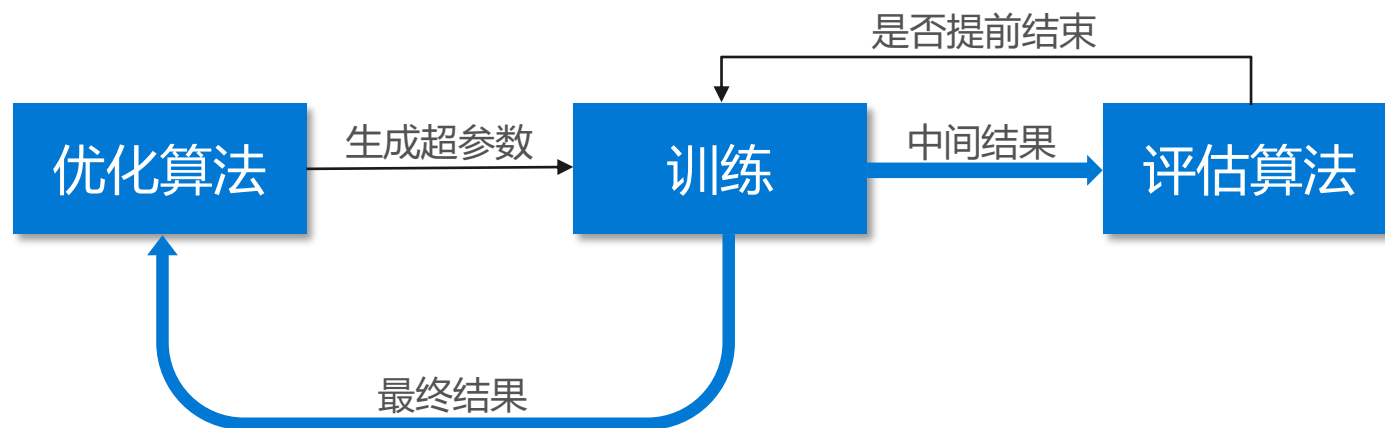 是否提前结束
优化算法
生成超参数
训练
中间结果
评估算法
最终结果